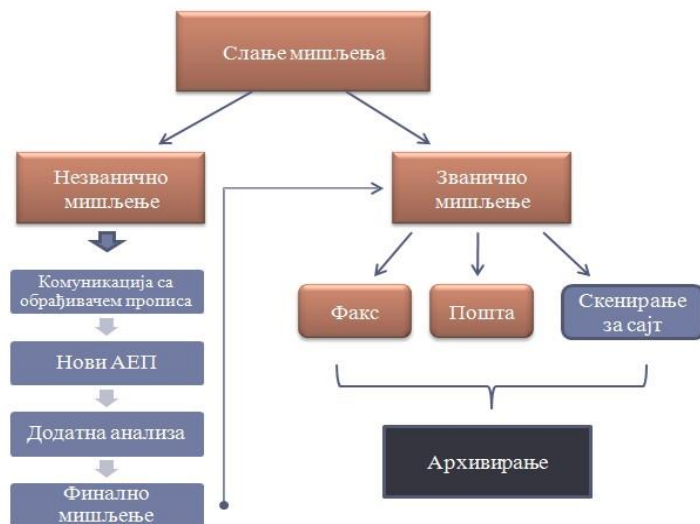 Слање мишљења
Незванично
мишљење
Званично
мишљење
Комуникација са
обрађивачем прописа
Нови АЕП
Додатна анализа
Финално
мишљење
Факс
Пошта
Скенирање
за сајт
Архивирање